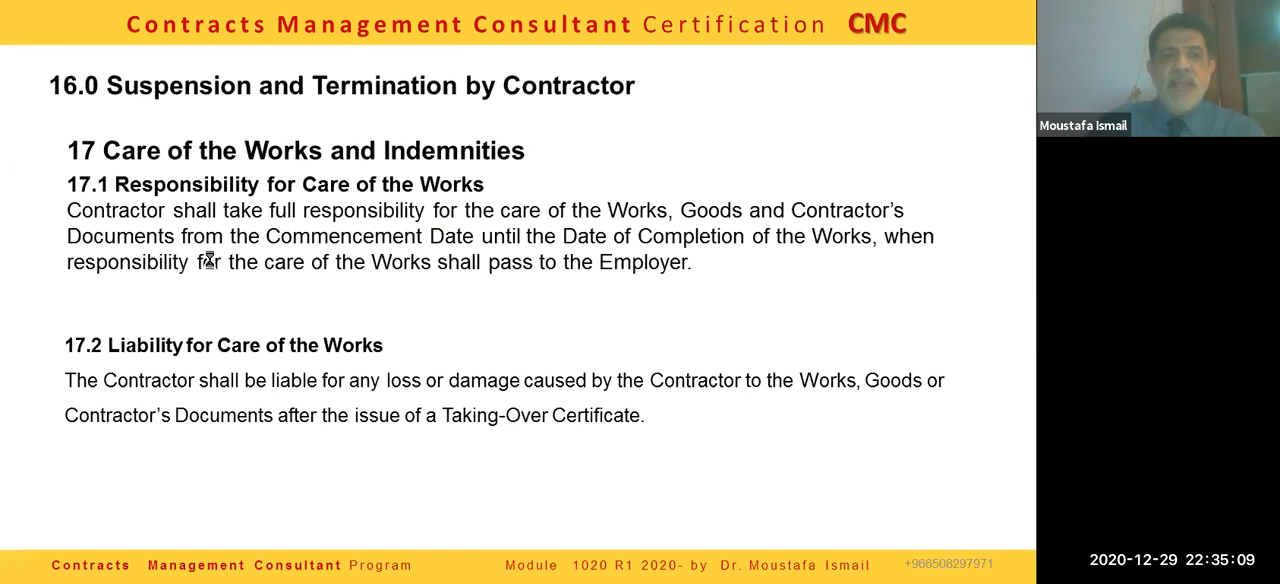 Contracts Management Consultant Certification CMC
16.0 Suspension and Termination by Contractor
17 Care of the Works and Indemnities
17.1 Responsibility for Care of the Works
Contractor shall take full responsibility for the care of the Works, Goods and Contractor’s
Documents from the Commencement Date until the Date of Completion of the Works, when
responsibility for the care of the Works shall pass to the Employer.
17.2 Liability for Care of the Works
The Contractor shall be liable for any loss or damage caused by the Contractor to the Works, Goods or
Contractor’s Documents after the issue of a Taking-Over Certificate.
Contracts Management Consultant Program
Module 1020 R1 2020- by Dr. Moustafa Ismail
+966508297971
Moustafa Ismail
2020-12-29 22:35:09